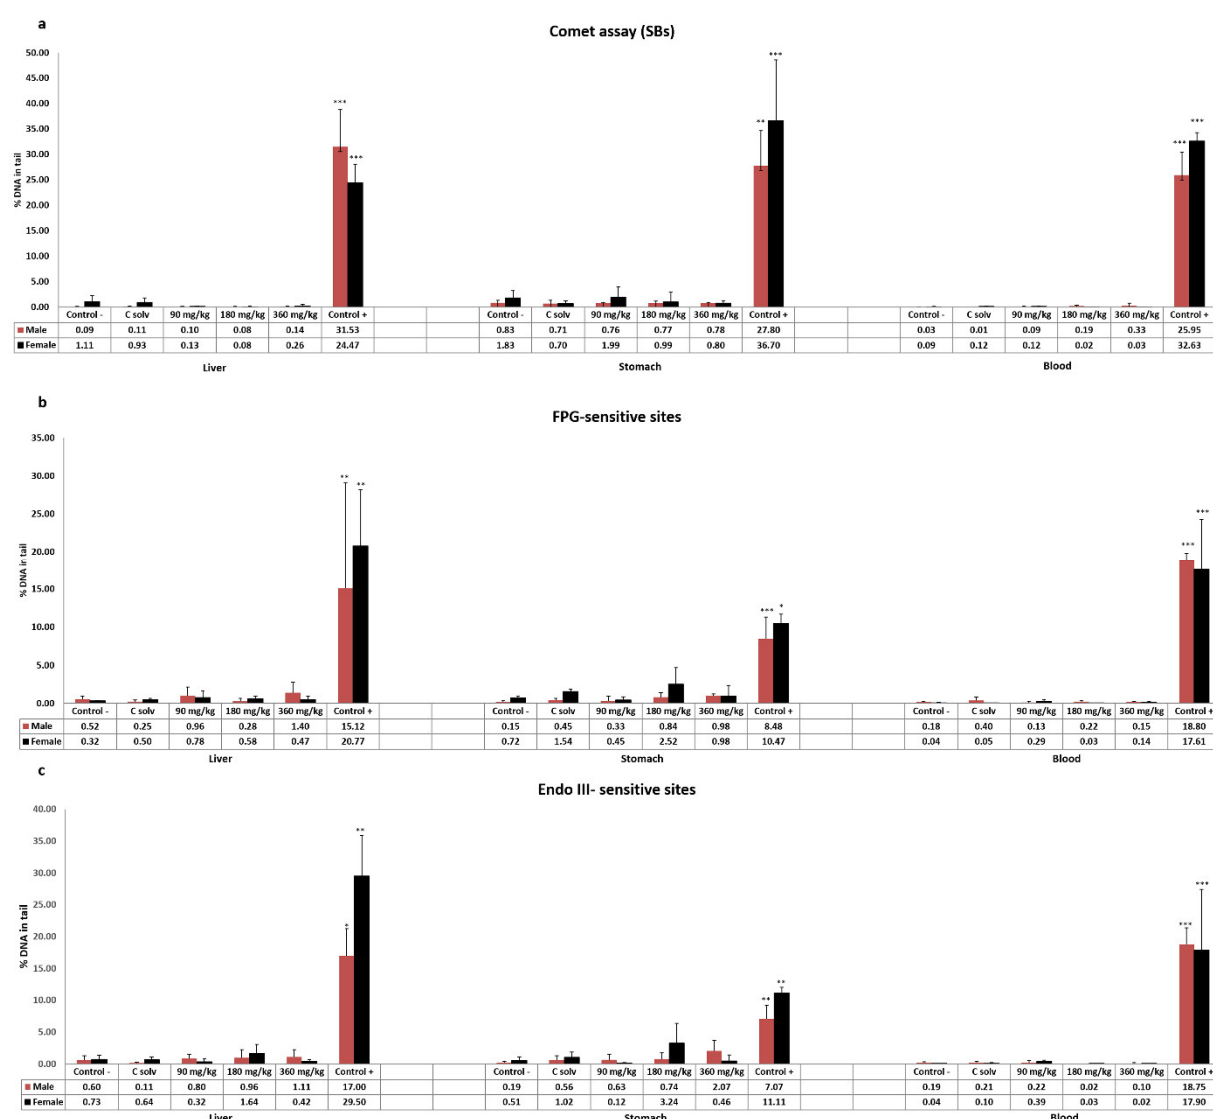 a
Comet assay (SBs)
50.00
45.00
40.00
35.00
30.00
25.00
20.00
15.00
10.00
5.00
0.00
% DNA in tail
*** *** ** *** *** ***
Control - C solv 90 mg/kg 180 mg/kg 360 mg/kg Control + Control - C solv 90 mg/kg 180 mg/kg 360 mg/kg Control + Control - C solv 90 mg/kg 180 mg/kg 360 mg/kg Control +
Male 0.09 0.11 0.10 0.08 0.14 31.53 0.83 0.71 0.76 0.77 0.78 27.80 0.03 0.01 0.09 0.19 0.33 25.95
Female 1.11 0.93 0.13 0.08 0.26 24.47 1.83 0.70 1.99 0.99 0.80 36.70 0.09 0.12 0.12 0.02 0.03 32.63
Liver Stomach Blood
b
FPG-sensitive sites
35.00
30.00
25.00
20.00
15.00
10.00
5.00
0.00
% DNA in tail
** ** *** * *** ***
Control - C solv 90 mg/kg 180 mg/kg 360 mg/kg Control + Control - C solv 90 mg/kg 180 mg/kg 360 mg/kg Control + Control - C solv 90 mg/kg 180 mg/kg 360 mg/kg Control +
Male 0.52 0.25 0.96 0.28 1.40 15.12 0.15 0.45 0.33 0.84 0.98 8.48 0.18 0.40 0.13 0.22 0.15 18.80
Female 0.32 0.50 0.78 0.58 0.47 20.77 0.72 1.54 0.45 2.52 0.98 10.47 0.04 0.05 0.29 0.03 0.14 17.61
Liver Stomach Blood
c
Endo III- sensitive sites
40.00
35.00
30.00
25.00
20.00
15.00
10.00
5.00
0.00
% DNA in tail
* ** ** ** *** ***
Control - C solv 90 mg/kg 180 mg/kg 360 mg/kg Control + Control - C solv 90 mg/kg 180 mg/kg 360 mg/kg Control + Control - C solv 90 mg/kg 180 mg/kg 360 mg/kg Control +
Male 0.60 0.11 0.80 0.96 1.11 17.00 0.19 0.56 0.63 0.74 2.07 7.07 0.19 0.21 0.22 0.02 0.10 18.75
Female 0.73 0.64 0.32 1.64 0.42 29.50 0.51 1.02 0.12 3.24 0.46 11.11 0.04 0.10 0.39 0.03 0.02 17.90
Liver Stomach Blood